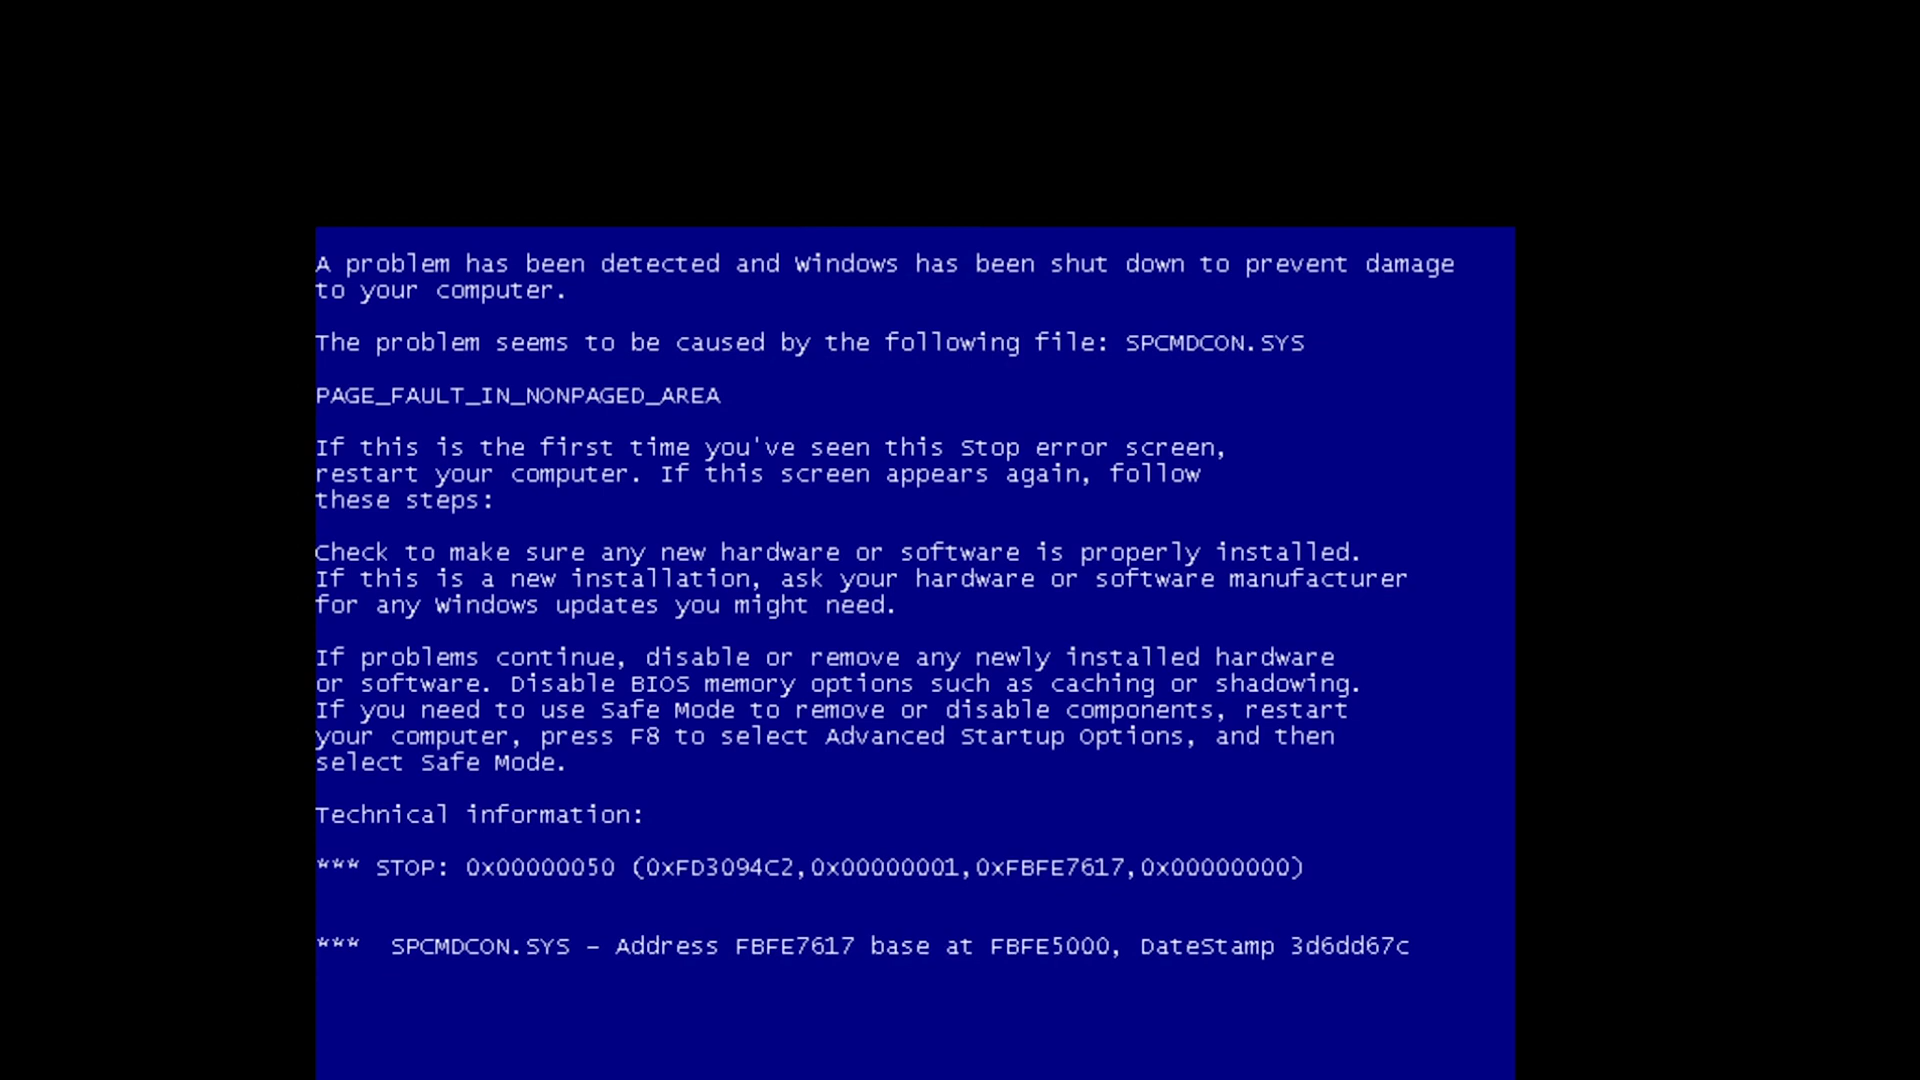 A problem has been detected and Windows has been shut down to prevent damage
to your computer.
The problem seems to be caused by the following file: SPCMDCON.SYS
PAGE_FAULT_IN_NONPAGED_AREA
If this is the first time you've seen this Stop error screen,
restart your computer. If this screen appears again, follow
these steps:
Check to make sure any new hardware or software is properly installed.
If this is a new installation, ask your hardware or software manufacturer
for any Windows updates you might need.
If problems continue, disable or remove any newly installed hardware
or software. Disable BIOS memory options such as caching or shadowing.
If you need to use Safe Mode to remove or disable components, restart
your computer, press F8 to select Advanced Startup Options, and then
select Safe Mode.
Technical information:
*** STOP: 0x00000050 (0xFD3094C2,0x00000001,0xFBFE7617,0x00000000)
***  SPCMDCON.SYS – Address FBFE7617 base at FBFE5000, DateStamp 3d6dd67c